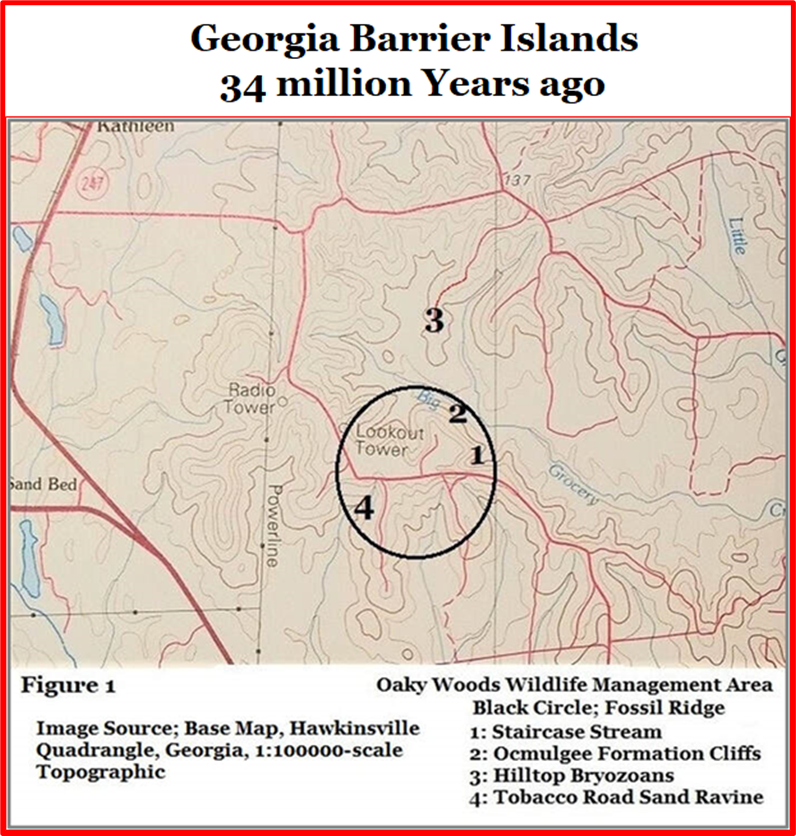 Georgia Barrier Islands
34 million Years ago
Kathleen
247
137
Little
3
Radio
Tower
Big
2
Lookout
Tower
1
Sand Bed
4
Powerline
Grocery
Figure 1
Image Source; Base Map, Hawkinsville
Quadrangle, Georgia, 1:100000-scale
Topographic
Oaky Woods Wildlife Management Area
Black Circle; Fossil Ridge
1: Staircase Stream
2: Ocmulgee Formation Cliffs
3: Hilltop Bryozoans
4: Tobacco Road Sand Ravine